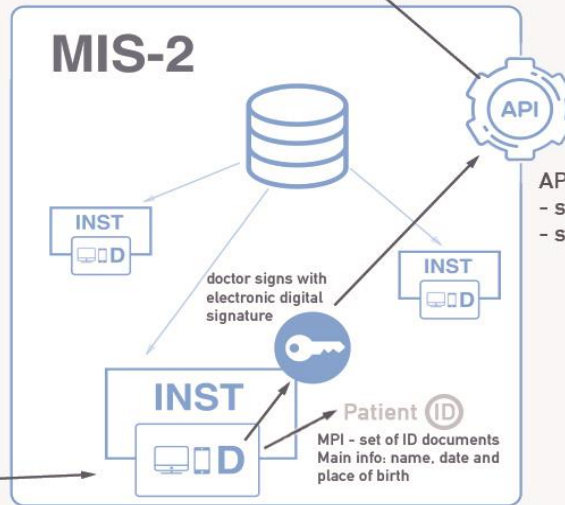 MIS-2
API
AP
- s
- s
INST
D
INST
D
doctor signs with
electronic digital
signature
INST
D
Patient ID
MPI - set of ID documents
Main info: name, date and
place of birth